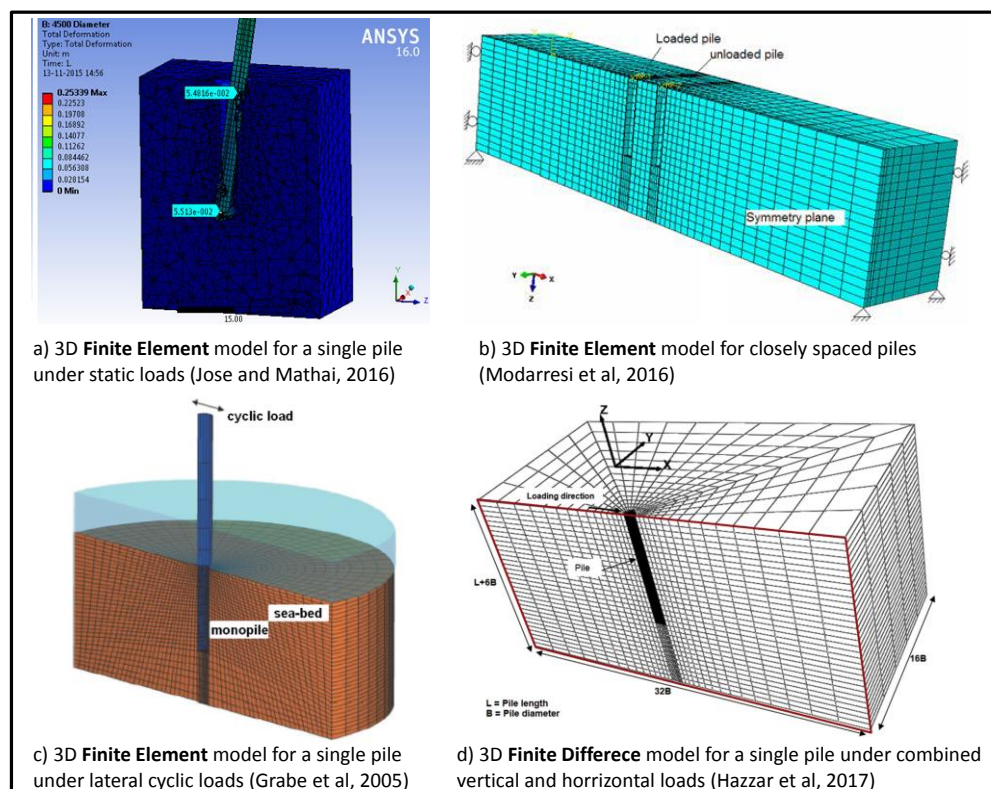 B: 4500 Diameter
Total Deformation
Type: Total Deformation
Unit: m
Time: 1.
13-11-2015 14:56
0.25339 Max
0.22523
0.19708
0.16892
0.14077
0.11262
0.084462
0.056308
0.028154
0 Min
ANSYS
16.0
5.4816e-002
5.513e-002
15.00
Y
X
Z
a) 3D Finite Element model for a single pile
under static loads (Jose and Mathai, 2016)
Loaded pile
unloaded pile
Symmetry plane
Y
X
Z
b) 3D Finite Element model for closely spaced piles
(Modarresi et al, 2016)
cyclic load
sea-bed
monopile
c) 3D Finite Element model for a single pile
under lateral cyclic loads (Grabe et al, 2005)
Z
Y
X
Loading direction
Pile
L+6B
32B
16B
L = Pile length
B = Pile diameter
d) 3D Finite Differece model for a single pile under combined
vertical and horrizontal loads (Hazzar et al, 2017)